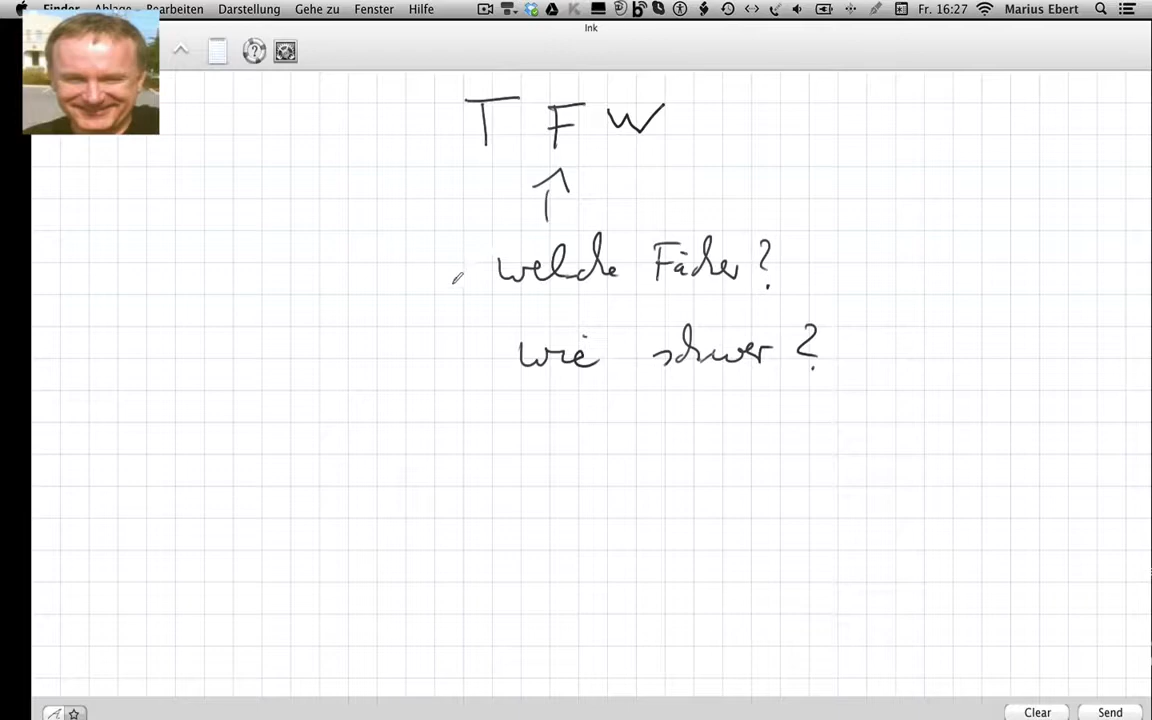 Finder Ablage Bearbeiten Darstellung Gehe zu Fenster Hilfe Fr. 16:27 Marius Ebert
Ink
T F W
welche Fächer?
wie schwer?
Clear Send